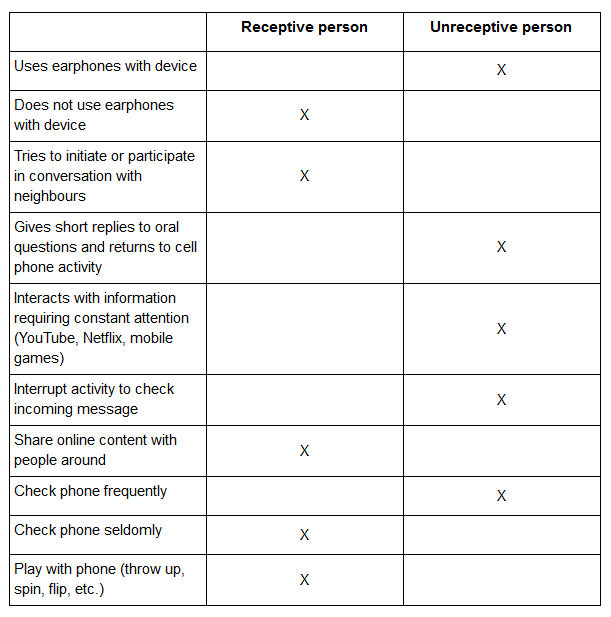 Receptive person Unreceptive person
Uses earphones with device X
Does not use earphones
with device X
Tries to initiate or participate
in conversation with X
neighbours
Gives short replies to oral
questions and returns to cell X
phone activity
Interacts with information
requiring constant attention
(YouTube, Netflix, mobile X
games)
Interrupt activity to check
incoming message X
Share online content with
people around X
Check phone frequently X
Check phone seldomly X
Play with phone (throw up,
spin, flip, etc.) X